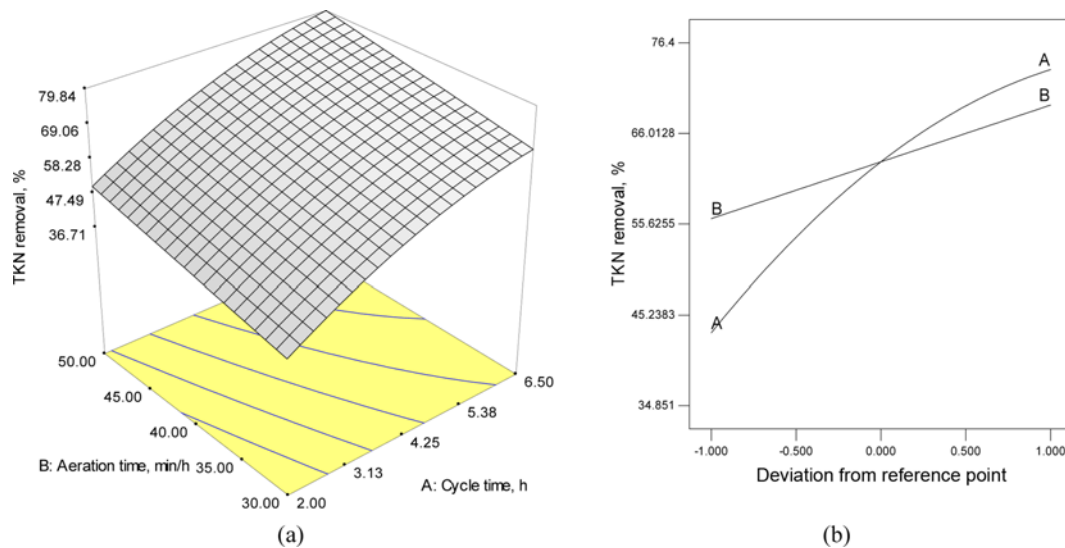 79.84
69.06
58.28
47.49
36.71
TKN removal, %
50.00
45.00
40.00
35.00
30.00
B: Aeration time, min/h
2.00
3.13
4.25
5.38
6.50
A: Cycle time, h
(a)
76.4
66.0128
55.6255
45.2383
34.851
TKN removal, %
A
B
B
A
-1.000
-0.500
0.000
0.500
1.000
Deviation from reference point
(b)